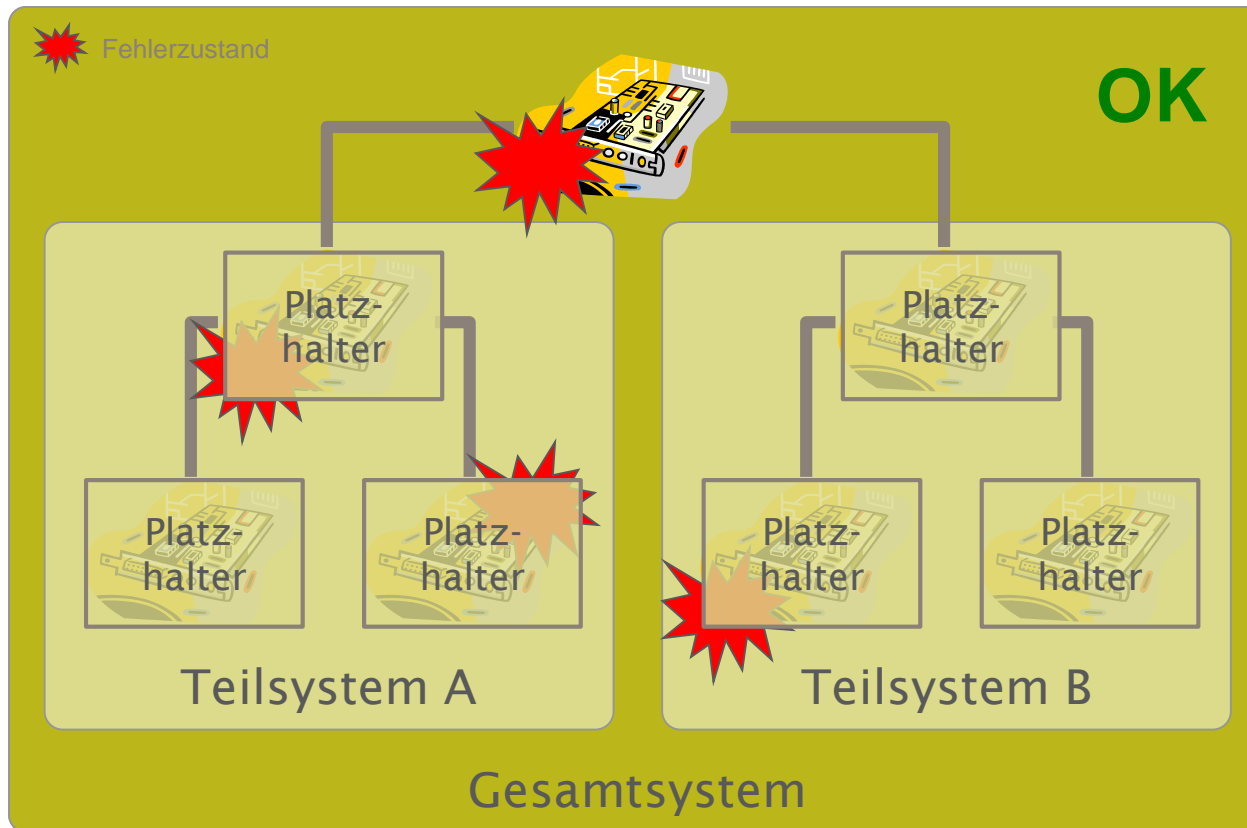 Fehlerzustand
OK
Platz-
halter
Platz-
halter
Platz-
halter
Platz-
halter
Platz-
halter
Platz-
halter
Teilsystem A
Teilsystem B
Gesamtsystem